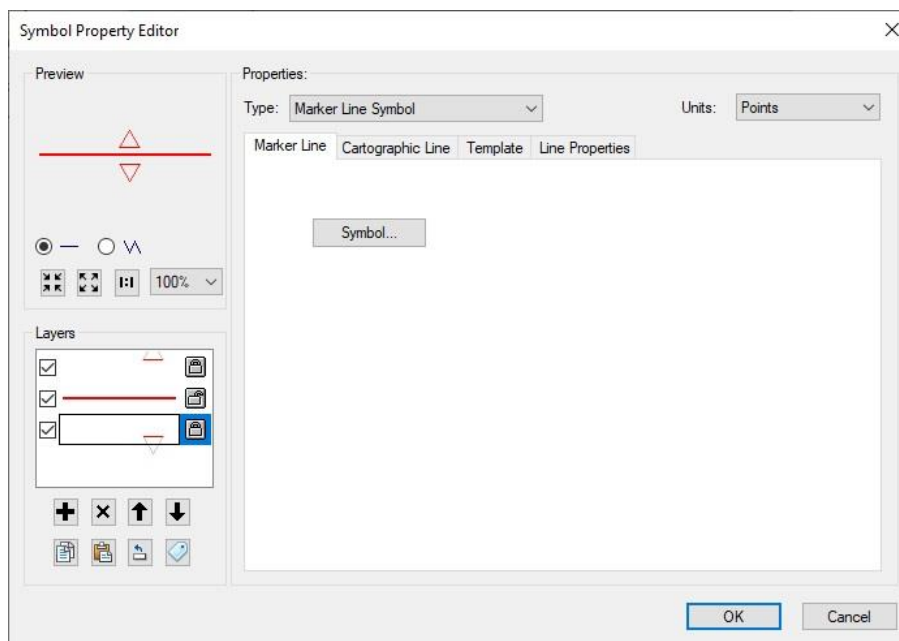 Symbol Property Editor
Preview
100%
Layers
Properties:
Type: Marker Line Symbol
Units: Points
Marker Line Cartographic Line Template Line Properties
Symbol...
OK Cancel